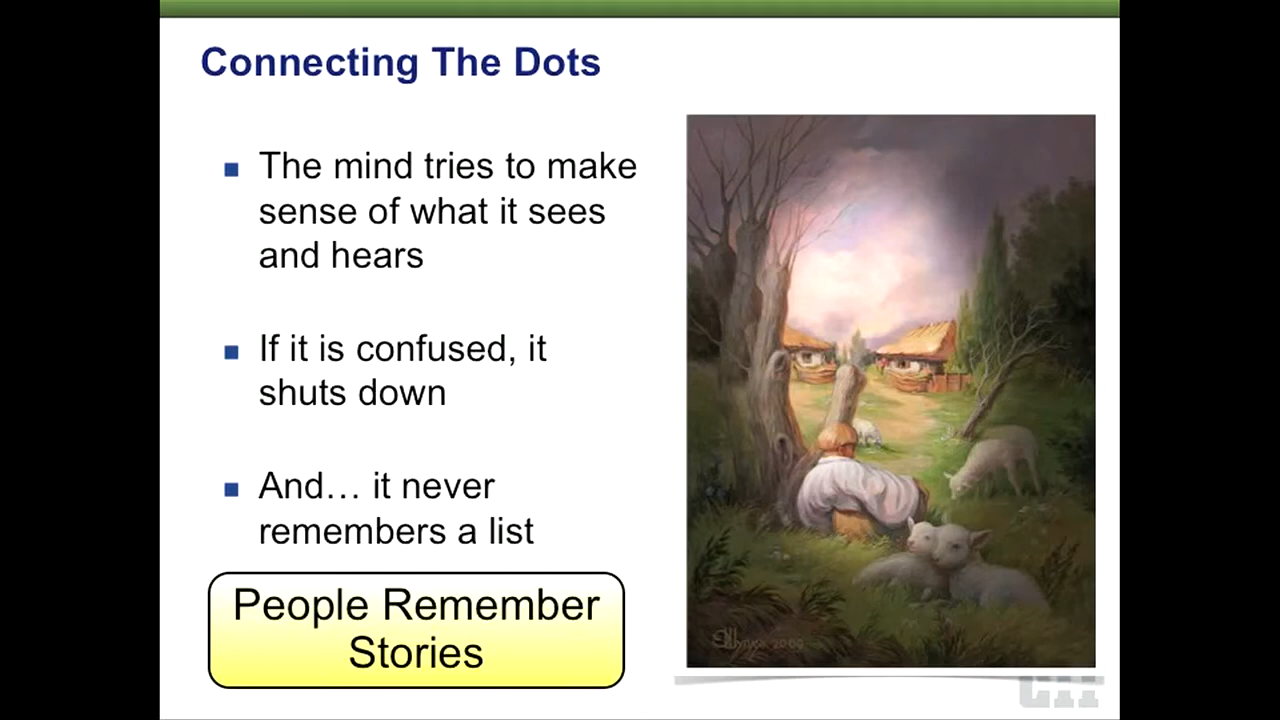 Connecting The Dots
The mind tries to make
sense of what it sees
and hears
If it is confused, it
shuts down
And… it never
remembers a list
People Remember
Stories